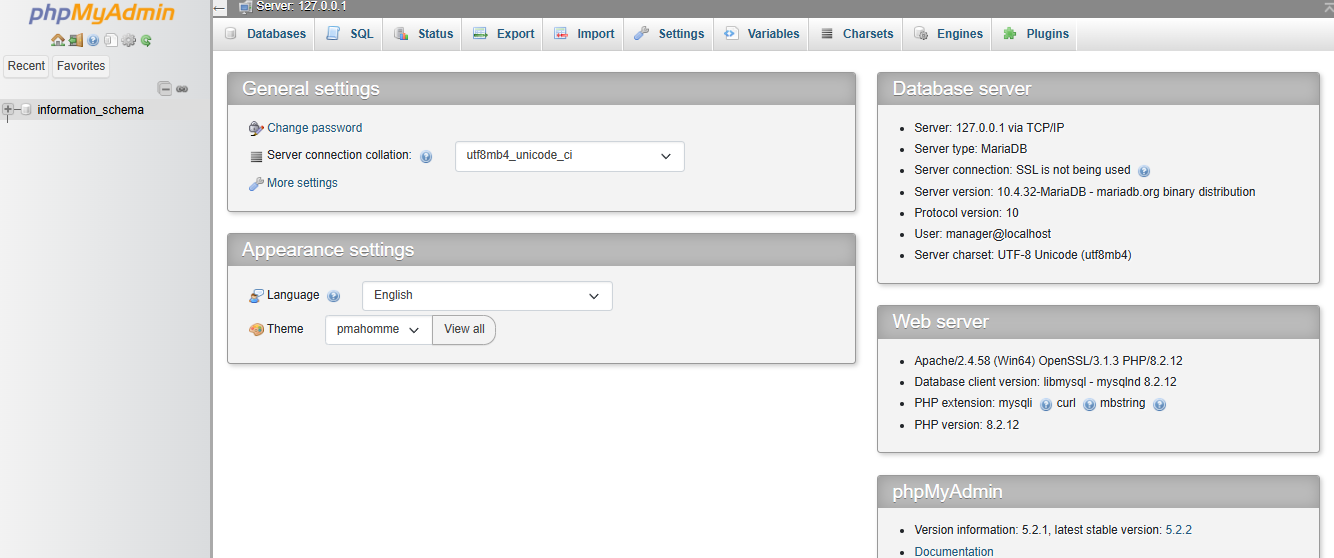 phpMyAdmin
Recent Favorites
information_schema
Server: 127.0.0.1
Databases SQL Status Export Import Settings Variables Charsets Engines Plugins
General settings
Change password
Server connection collation: utf8mb4_unicode_ci
More settings
Appearance settings
Language English
Theme pmahomme View all
Database server
Server: 127.0.0.1 via TCP/IP
Server type: MariaDB
Server connection: SSL is not being used
Server version: 10.4.32-MariaDB - mariadb.org binary distribution
Protocol version: 10
User: manager@localhost
Server charset: UTF-8 Unicode (utf8mb4)
Web server
Apache/2.4.58 (Win64) OpenSSL/3.1.3 PHP/8.2.12
Database client version: libmysql - mysqlnd 8.2.12
PHP extension: mysqli curl mbstring
PHP version: 8.2.12
phpMyAdmin
Version information: 5.2.1, latest stable version: 5.2.2
Documentation